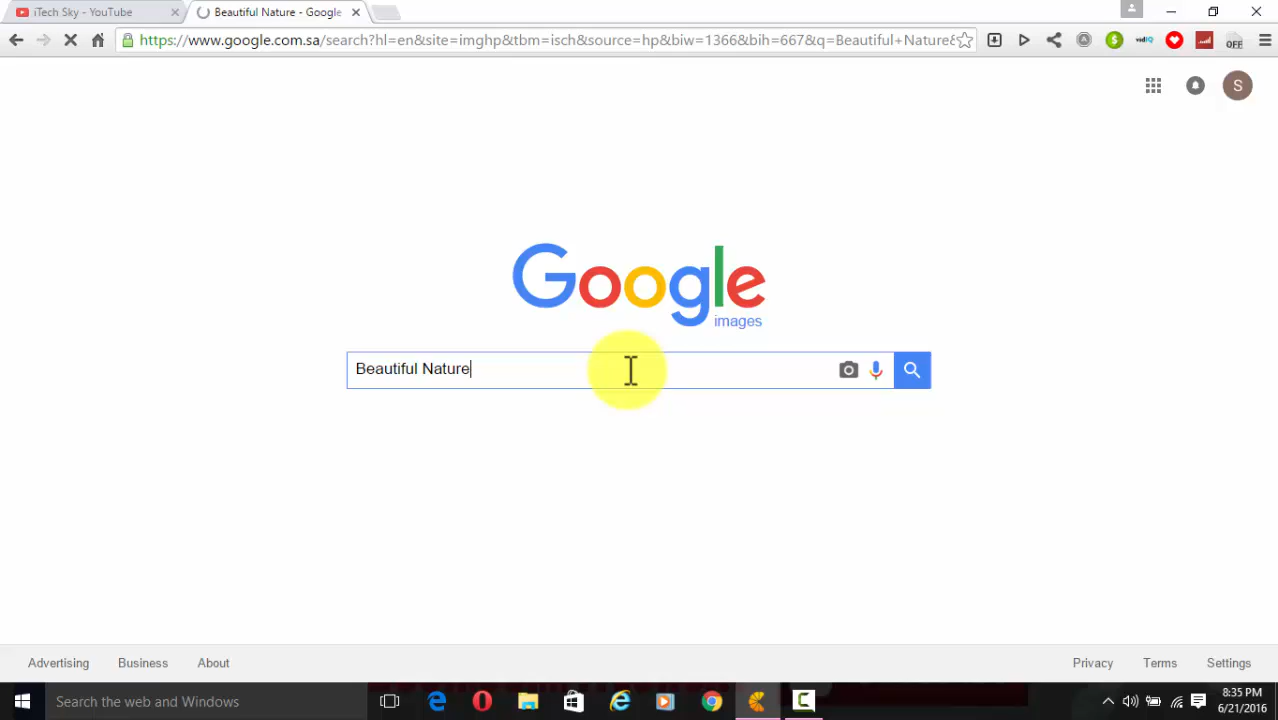 iTech Sky - YouTube
Beautiful Nature - Google
https://www.google.com.sa/search?hl=en&site=imghp&tbm=isch&source=hp&biw=1366&bih=667&q=Beautiful+Nature&
vidIQ
OFF
S
Google
images
Beautiful Nature
Advertising
Business
About
Privacy
Terms
Settings
Search the web and Windows
8:35 PM
6/21/2016